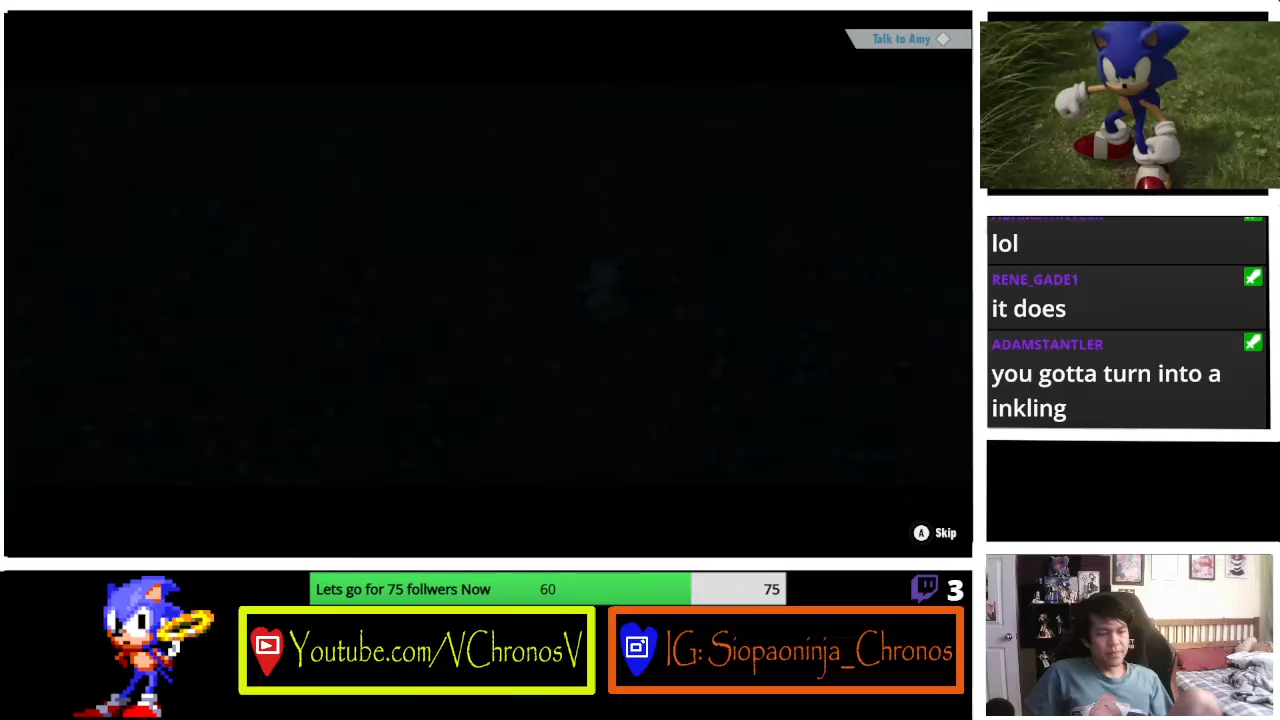 Talk to Amy
lol
RENE_GADE1
it does
ADAMSTANTLER
you gotta turn into a
inkling
A Skip
Lets go for 75 follwers Now 60 75
3
Youtube.com/VChronosV
IG: Siopaoninja_Chronos